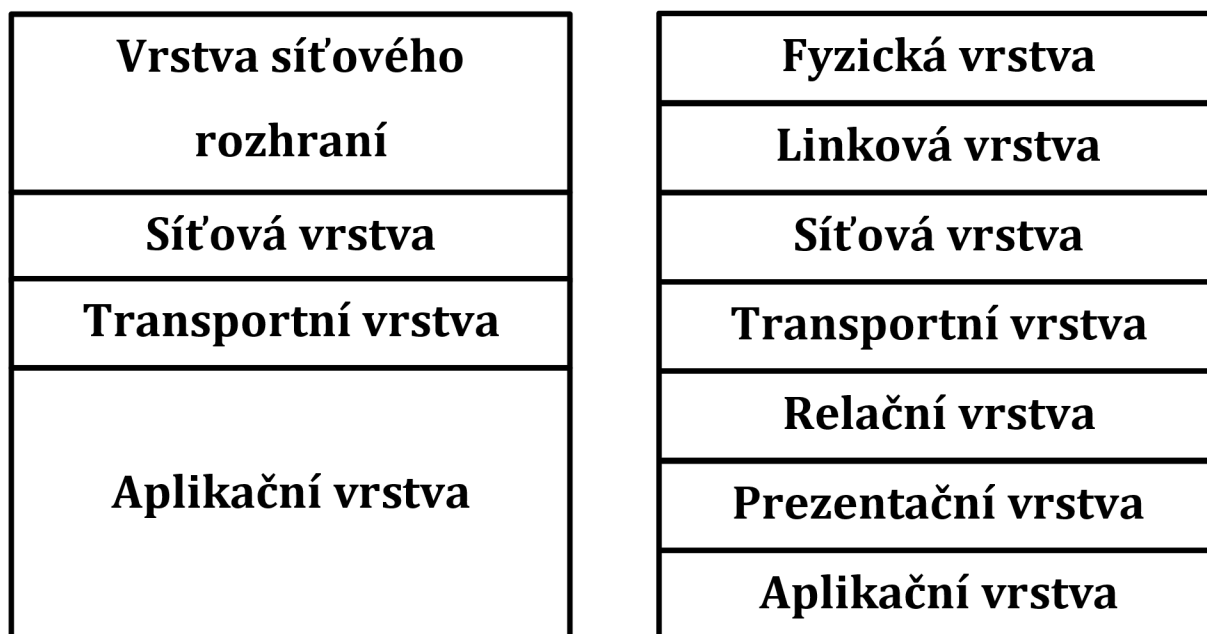 Vrstva síťového
rozhraní
Síťová vrstva
Transportní vrstva
Aplikační vrstva
Fyzická vrstva
Linková vrstva
Síťová vrstva
Transportní vrstva
Relační vrstva
Prezentační vrstva
Aplikační vrstva